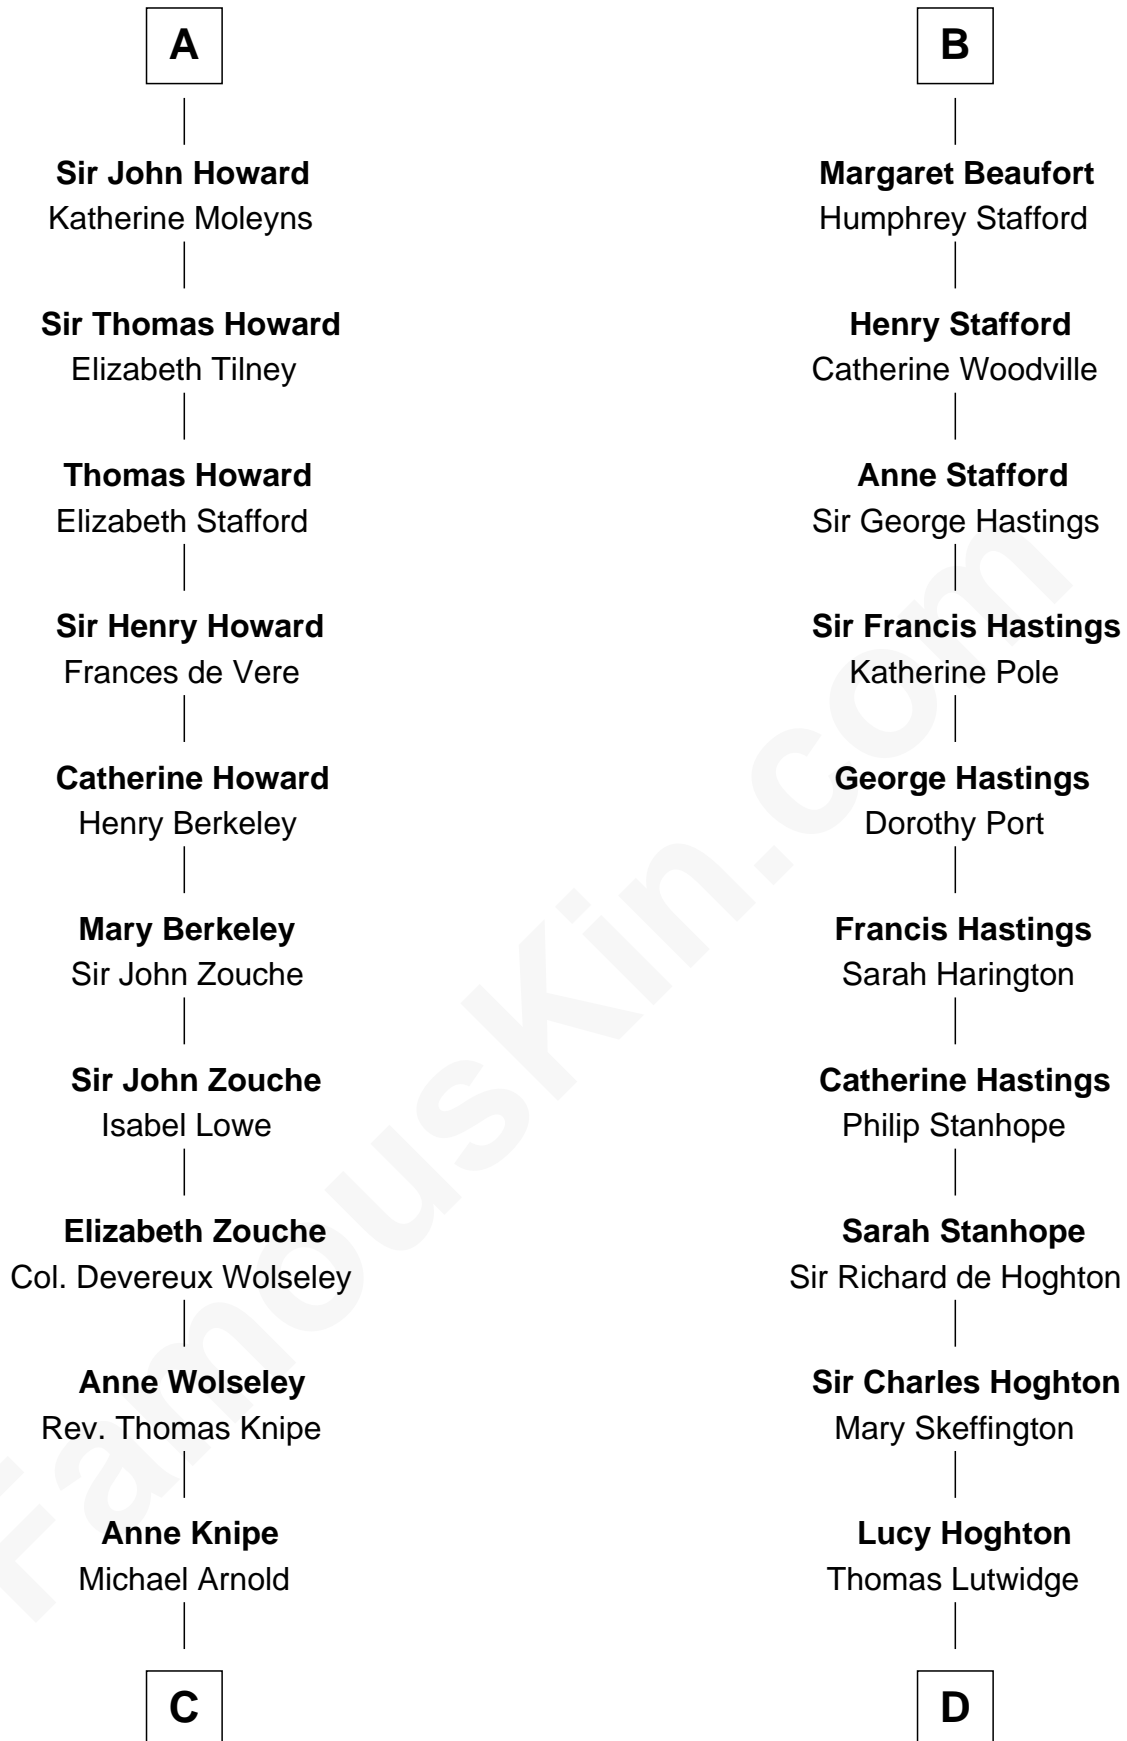 A
Sir John Howard
Katherine Moleyns
Sir Thomas Howard
Elizabeth Tilney
Thomas Howard
Elizabeth Stafford
Sir Henry Howard
Frances de Vere
Catherine Howard
Henry Berkeley
Mary Berkeley
Sir John Zouche
Sir John Zouche
Isabel Lowe
Elizabeth Zouche
Col. Devereux Wolseley
Anne Wolseley
Rev. Thomas Knipe
Anne Knipe
Michael Arnold
C
B
Margaret Beaufort
Humphrey Stafford
Henry Stafford
Catherine Woodville
Anne Stafford
Sir George Hastings
Sir Francis Hastings
Katherine Pole
George Hastings
Dorothy Port
Francis Hastings
Sarah Harington
Catherine Hastings
Philip Stanhope
Sarah Stanhope
Sir Richard de Hoghton
Sir Charles Hoghton
Mary Skeffington
Lucy Hoghton
Thomas Lutwidge
D
FamousKin.com